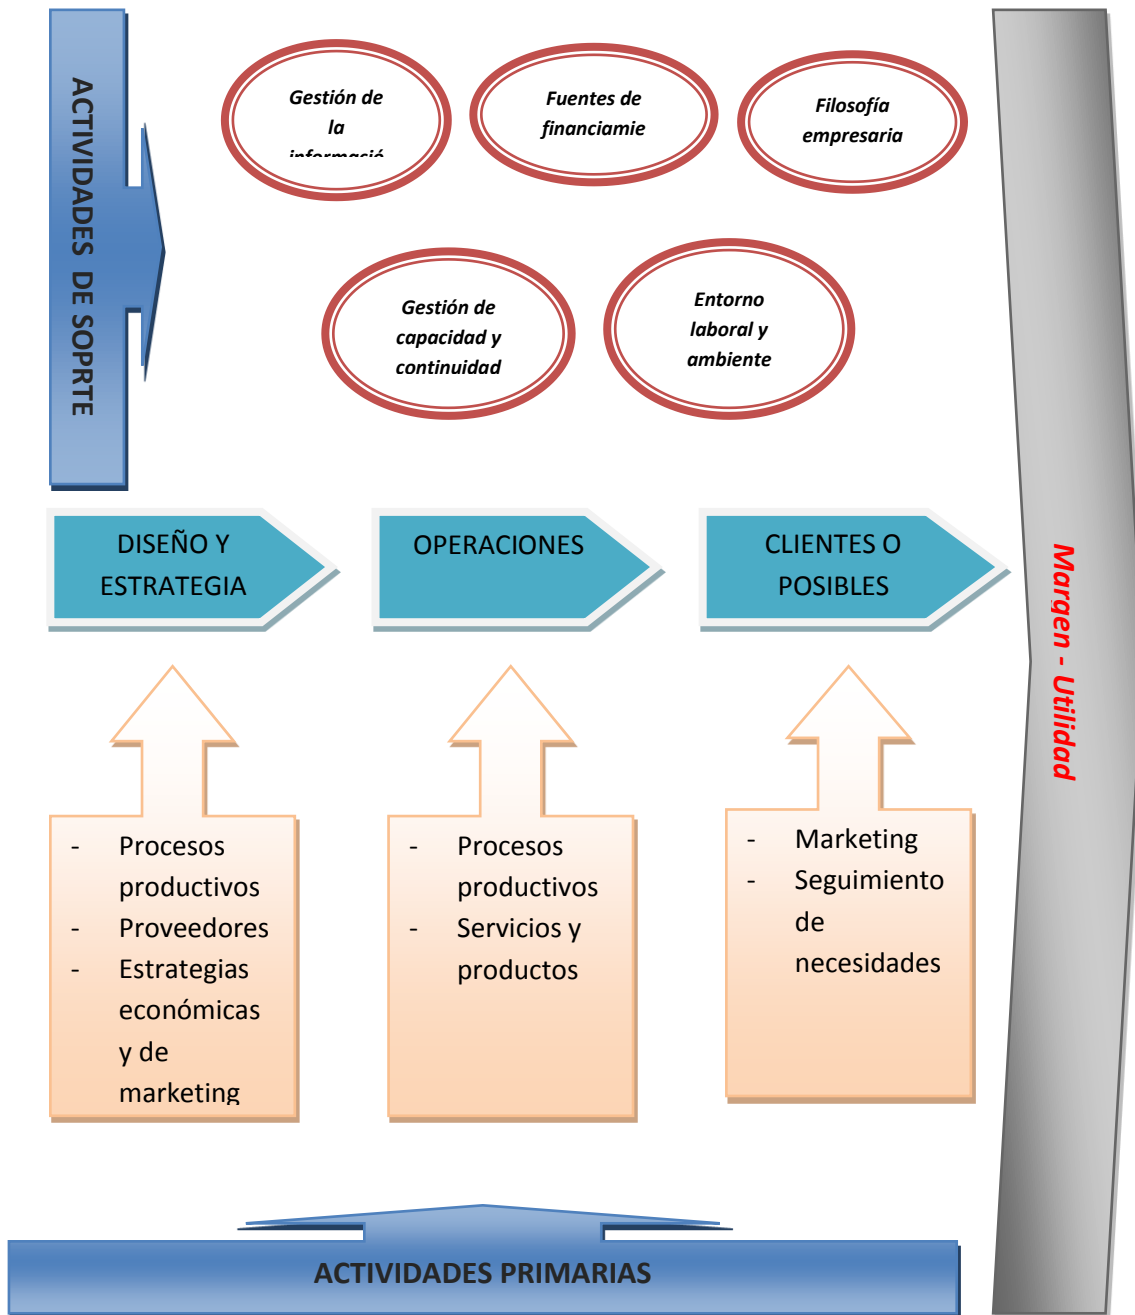 ACTIVIDADES DE SOPRTE
Gestión de
la
informació
Fuentes de
financiamie
Filosofía
empresaria
Gestión de
capacidad y
continuidad
Entorno
laboral y
ambiente
DISEÑO Y
ESTRATEGIA
OPERACIONES
CLIENTES O
POSIBLES
Margen - Utilidad
- Procesos
productivos
- Proveedores
- Estrategias
económicas
y de
marketing
- Procesos
productivos
- Servicios y
productos
- Marketing
- Seguimiento
de
necesidades
ACTIVIDADES PRIMARIAS